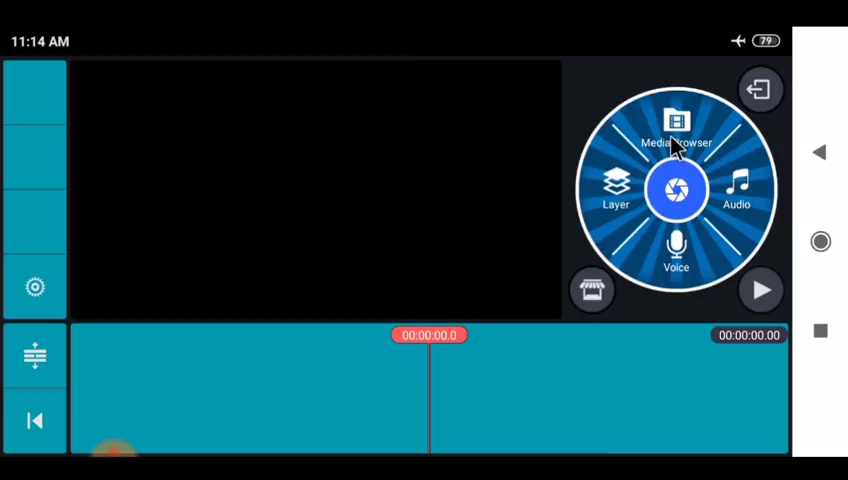 11:14 AM
79
Media Browser
Layer
Audio
Voice
00:00:00.0
00:00:00.00